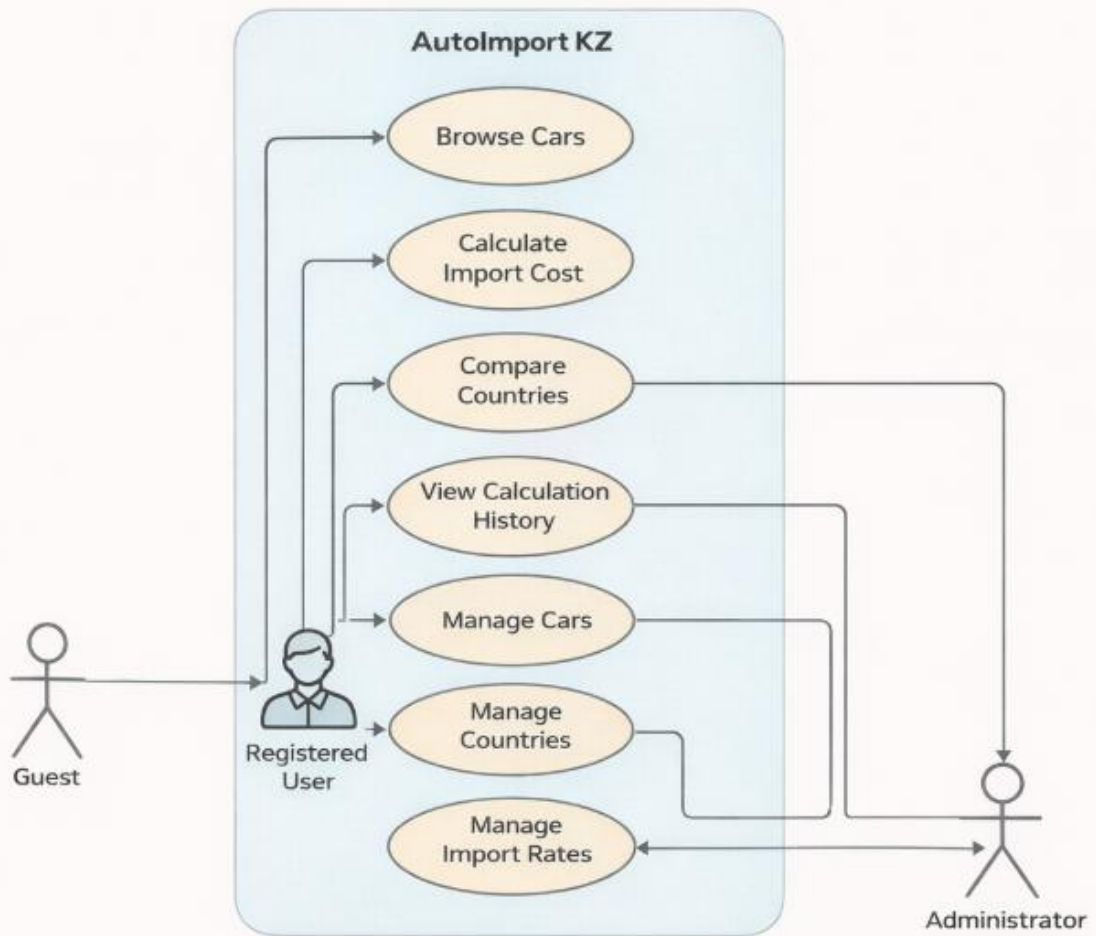 AutoImport KZ
Browse Cars
Calculate
Import Cost
Compare
Countries
View Calculation
History
Manage Cars
Manage
Countries
Manage
Import Rates
Guest
Registered
User
Administrator